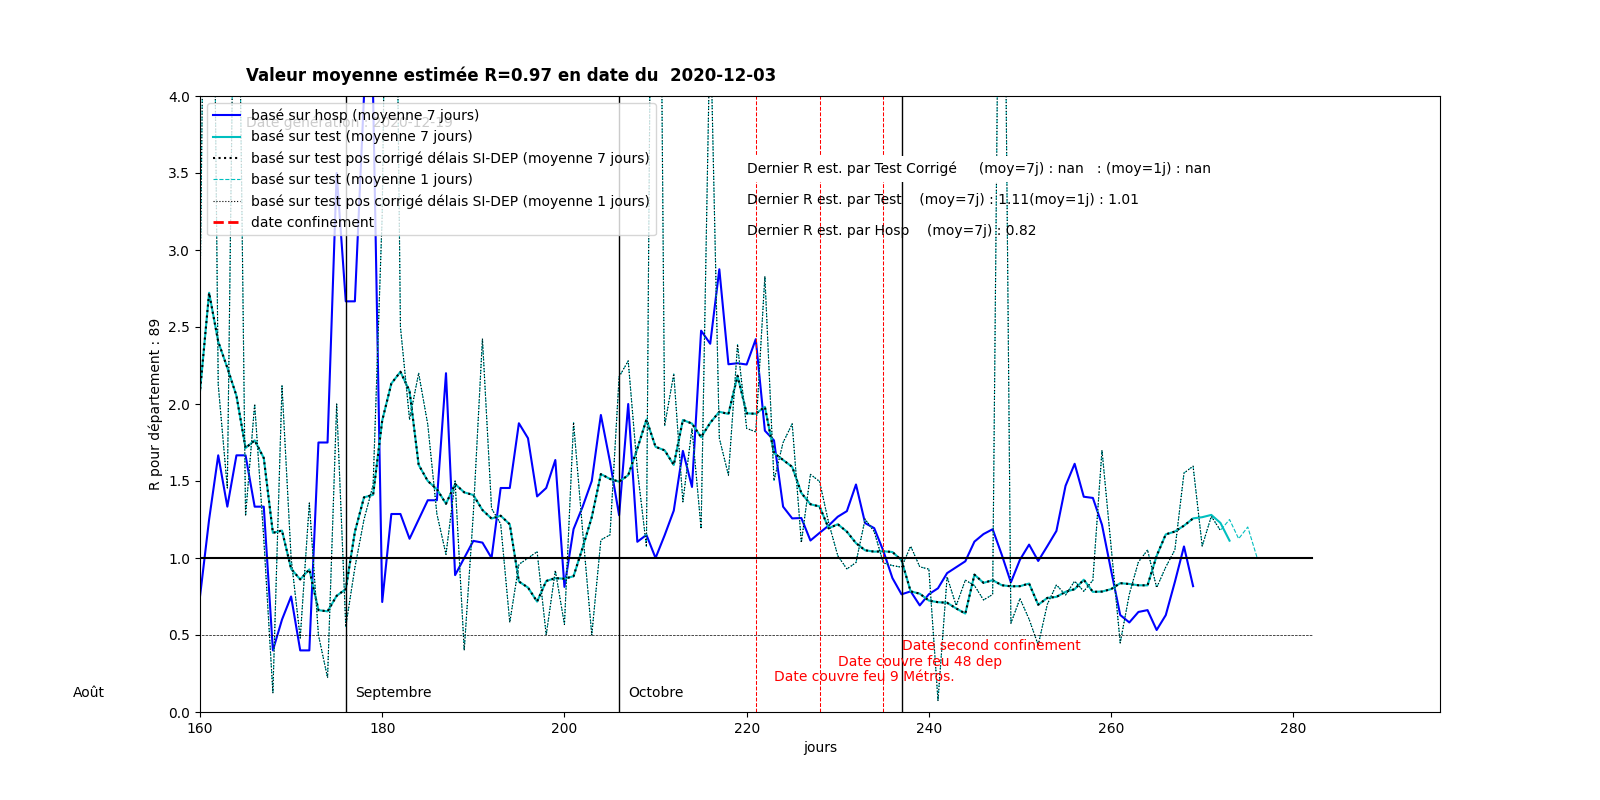 Valeur moyenne estimée R=0.97 en date du  2020-12-03
Date génération : 2020-12-13
basé sur hosp (moyenne 7 jours)
basé sur test (moyenne 7 jours)
basé sur test pos corrigé délais SI-DEP (moyenne 7 jours)
basé sur test (moyenne 1 jours)
basé sur test pos corrigé délais SI-DEP (moyenne 1 jours)
date confinement
Dernier R est. par Test Corrigé     (moy=7j) : nan   : (moy=1j) : nan
Dernier R est. par Test    (moy=7j) : 1.11(moy=1j) : 1.01
Dernier R est. par Hosp    (moy=7j) : 0.82
R pour département : 89
4.0
3.5
3.0
2.5
2.0
1.5
1.0
0.5
0.0
Date second confinement
Date couvre feu 48 dep
Date couvre feu 9 Métros.
Août
Septembre
Octobre
160 180 200 220 240 260 280
jours